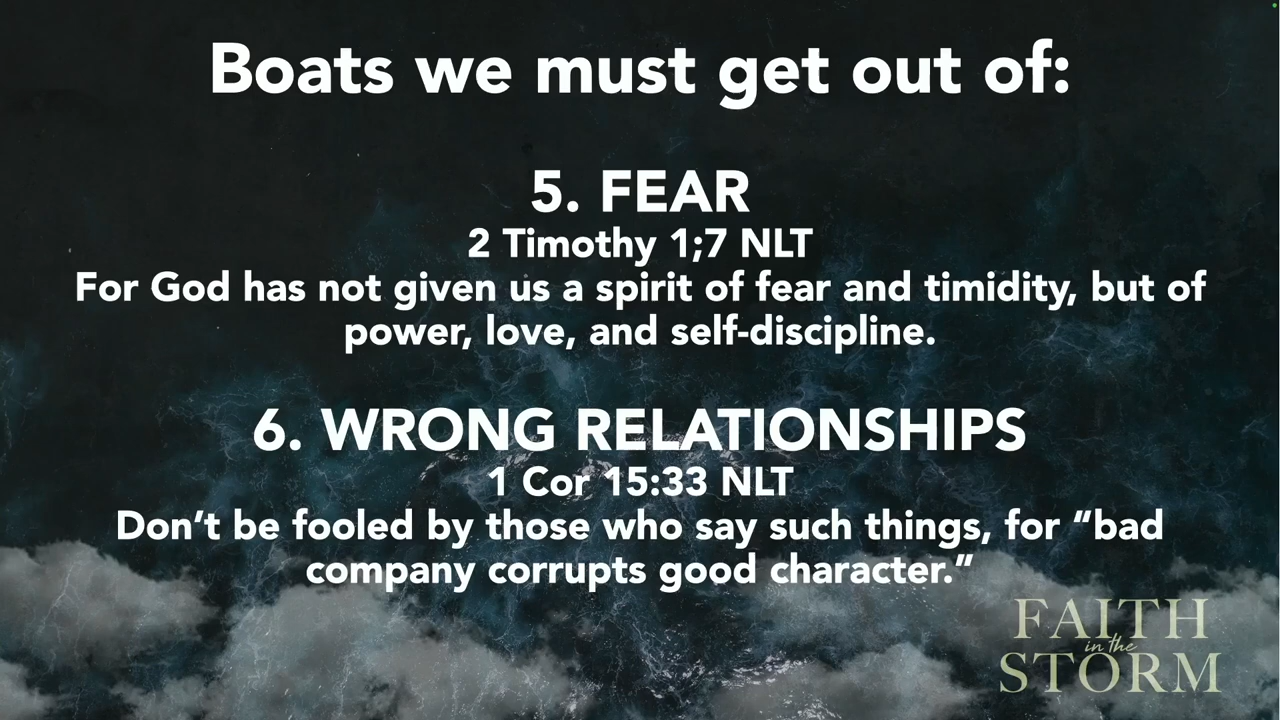 Boats we must get out of:
5. FEAR
2 Timothy 1;7 NLT
For God has not given us a spirit of fear and timidity, but of
power, love, and self-discipline.
6. WRONG RELATIONSHIPS
1 Cor 15:33 NLT
Don’t be fooled by those who say such things, for “bad
company corrupts good character.”
FAITH
in the
STORM